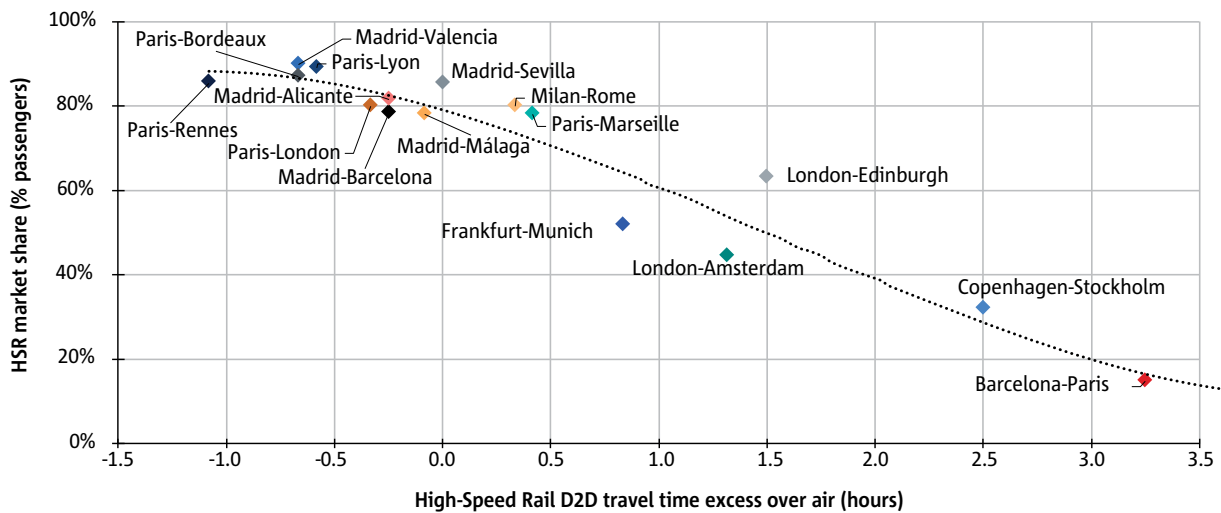 HSR market share (% passengers)
100%
80%
60%
40%
20%
0%
Paris-Bordeaux
Madrid-Valencia
Paris-Lyon
Madrid-Sevilla
Madrid-Alicante
Milan-Rome
Paris-Rennes
Paris-Marseille
Paris-London
Madrid-Málaga
Madrid-Barcelona
London-Edinburgh
Frankfurt-Munich
London-Amsterdam
Copenhagen-Stockholm
Barcelona-Paris
-1.5 -1.0 -0.5 0.0 0.5 1.0 1.5 2.0 2.5 3.0 3.5
High-Speed Rail D2D travel time excess over air (hours)